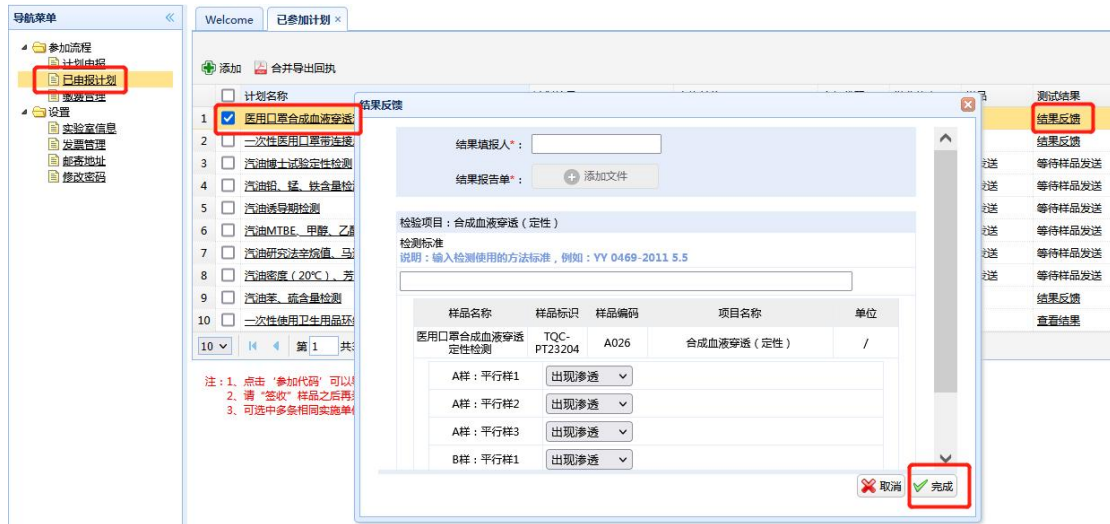 导航菜单
Welcome
已参加计划
参加流程
计划申报
已申报计划
缴费管理
设置
实验室信息
发票管理
邮寄地址
修改密码
添加 合并导出回执
计划名称
测试结果
1 医用口罩合成血液穿透
结果反馈
2 一次性医用口罩带连接
结果反馈
3 汽油博士试验定性检测
等待样品发送
4 汽油铅、锰、铁含量检
等待样品发送
5 汽油诱导期检测
等待样品发送
6 汽油MTBE、甲醇、乙
等待样品发送
7 汽油研究法辛烷值、马
等待样品发送
8 汽油密度（20℃）、芳
等待样品发送
9 汽油苯、硫含量检测
结果反馈
10 一次性使用卫生用品环
查看结果
10 第 1 共
注：1、点击‘参加代码’可以
2、请“签收”样品之后再
3、可选中多条相同实施单
结果反馈
结果填报人*：
结果报告单*： 添加文件
检验项目：合成血液穿透（定性）
检测标准
说明：输入检测使用的方法标准，例如：YY 0469-2011 5.5
样品名称 样品标识 样品编码 项目名称 单位
医用口罩合成血液穿透定性检测 TQC-PT23204 A026 合成血液穿透（定性） /
A样：平行样1 出现渗透
A样：平行样2 出现渗透
A样：平行样3 出现渗透
B样：平行样1 出现渗透
取消 完成